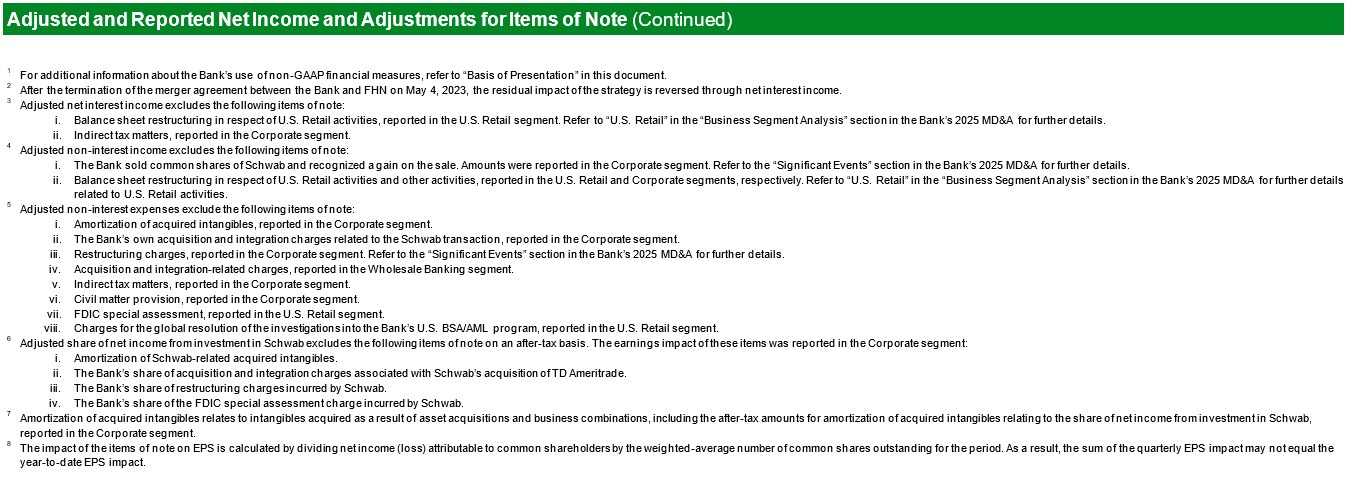 Adjusted and Reported Net Income and Adjustments for Items of Note (Continued)
1 For additional information about the Bank's use of non-GAAP financial measures, refer to "Basis of Presentation" in this document.
2 After the termination of the merger agreement between the Bank and FHN on May 4, 2023, the residual impact of the strategy is reversed through net interest income.
3 Adjusted net interest income excludes the following items of note:
i. Balance sheet restructuring in respect of U.S. Retail activities, reported in the U.S. Retail segment. Refer to "U.S. Retail" in the "Business Segment Analysis" section in the Bank's 2025 MD&A for further details.
ii. Indirect tax matters, reported in the Corporate segment.
4 Adjusted non-interest income excludes the following items of note:
i. The Bank sold common shares of Schwab and recognized a gain on the sale. Amounts were reported in the Corporate segment. Refer to the "Significant Events" section in the Bank's 2025 MD&A for further details.
ii. Balance sheet restructuring in respect of U.S. Retail activities and other activities, reported in the U.S. Retail and Corporate segments, respectively. Refer to "U.S. Retail" in the "Business Segment Analysis" section in the Bank's 2025 MD&A for further details
related to U.S. Retail activities.
5 Adjusted non-interest expenses exclude the following items of note:
i. Amortization of acquired intangibles, reported in the Corporate segment.
ii. The Bank's own acquisition and integration charges related to the Schwab transaction, reported in the Corporate segment.
iii. Restructuring charges, reported in the Corporate segment. Refer to the "Significant Events" section in the Bank's 2025 MD&A for further details.
iv. Acquisition and integration-related charges, reported in the Wholesale Banking segment.
v. Indirect tax matters, reported in the Corporate segment.
vi. Civil matter provision, reported in the Corporate segment.
vii. FDIC special assessment, reported in the U.S. Retail segment.
viii. Charges for the global resolution of the investigations into the Bank's U.S. BSA/AML program, reported in the U.S. Retail segment.
6 Adjusted share of net income from investment in Schwab excludes the following items of note on an after-tax basis. The earnings impact of these items was reported in the Corporate segment:
i. Amortization of Schwab-related acquired intangibles.
ii. The Bank's share of acquisition and integration charges associated with Schwab's acquisition of TD Ameritrade.
iii. The Bank's share of restructuring charges incurred by Schwab.
iv. The Bank's share of the FDIC special assessment charge incurred by Schwab.
7 Amortization of acquired intangibles relates to intangibles acquired as a result of asset acquisitions and business combinations, including the after-tax amounts for amortization of acquired intangibles relating to the share of net income from investment in Schwab,
reported in the Corporate segment.
8 The impact of the items of note on EPS is calculated by dividing net income (loss) attributable to common shareholders by the weighted-average number of common shares outstanding for the period. As a result, the sum of the quarterly EPS impact may not equal the
year-to-date EPS impact.